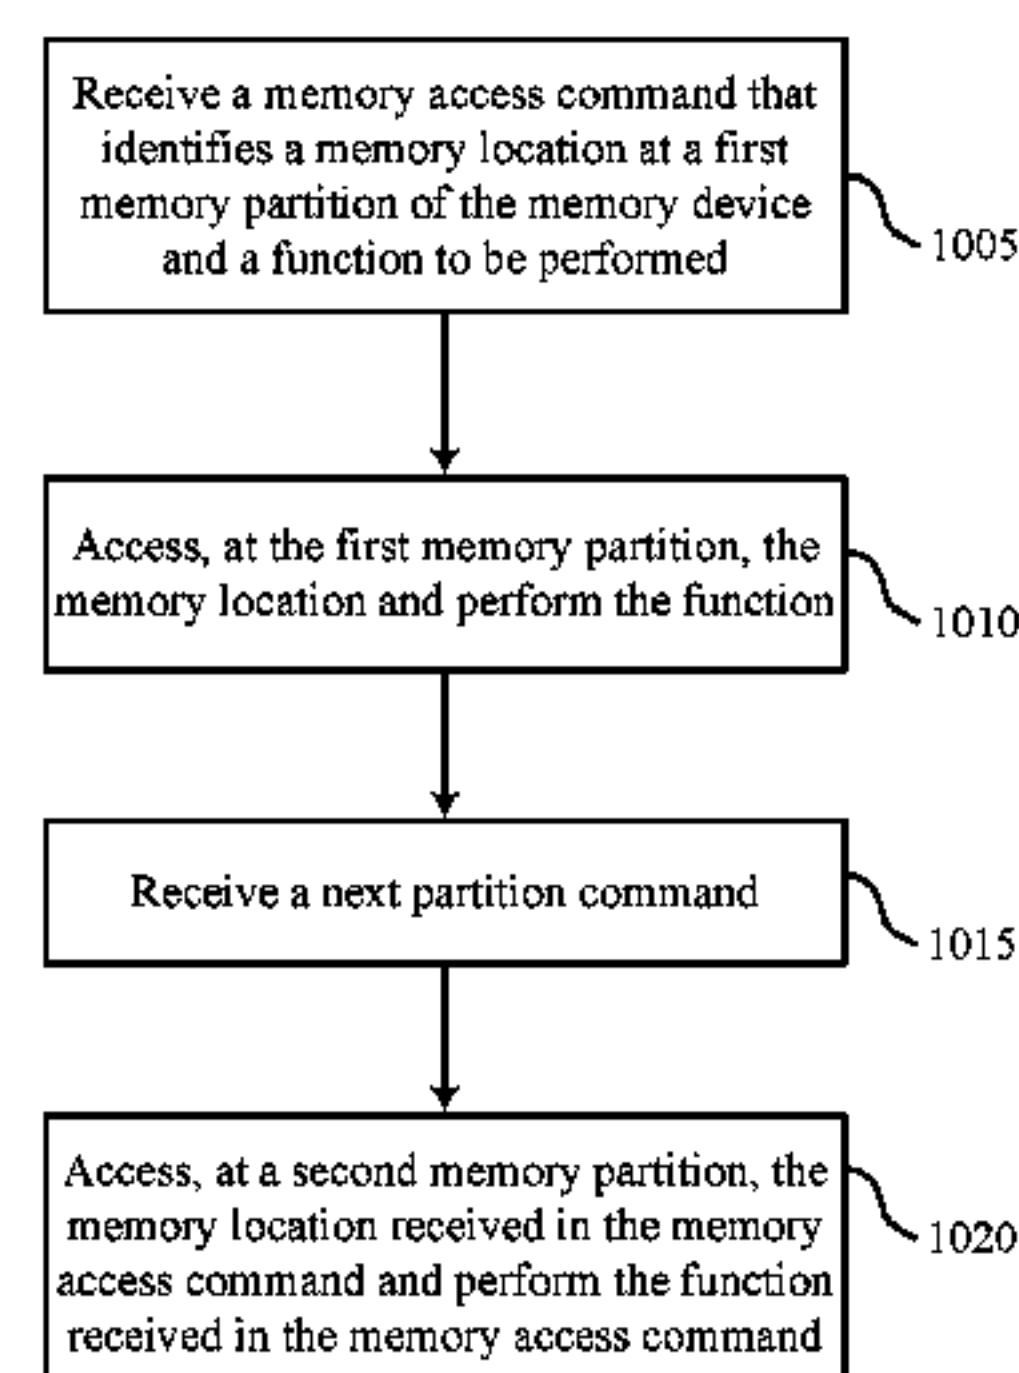 Receive a memory access command that
identifies a memory location at a first
memory partition of the memory device
and a function to be performed
1005
Access, at the first memory partition, the
memory location and perform the function
1010
Receive a next partition command
1015
Access, at a second memory partition, the
memory location received in the memory
access command and perform the function
received in the memory access command
1020